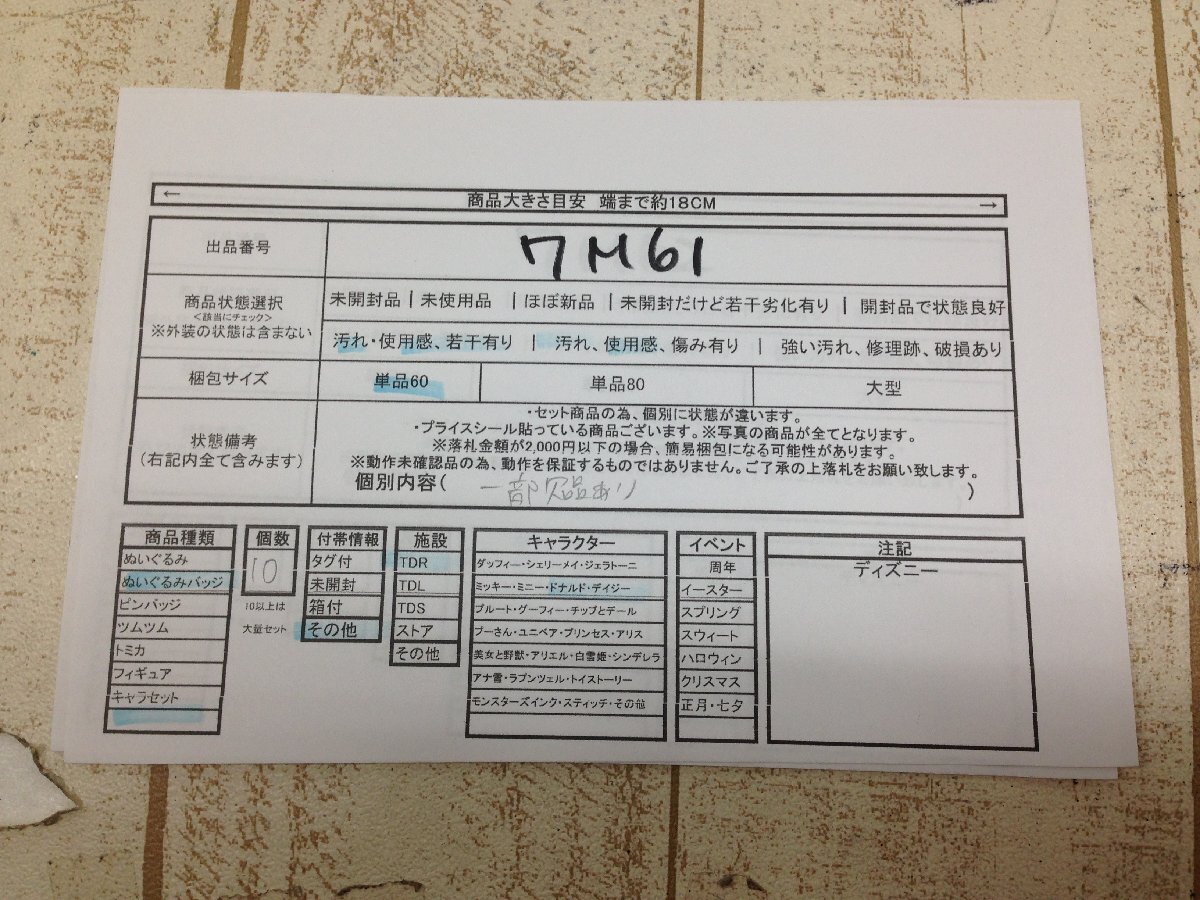 ← 商品大きさ目安 端まで約18CM →
出品番号 7M61
商品状態選択
<該当にチェック>
※外装の状態は含まない
未開封品 | 未使用品 | ほぼ新品 | 未開封だけど若干劣化有り | 開封品で状態良好
汚れ・使用感、若干有り | 汚れ、使用感、傷み有り | 強い汚れ、修理跡、破損あり
梱包サイズ 単品60 単品80 大型
状態備考
(右記内全て含みます)
・セット商品の為、個別に状態が違います。
・プライスシール貼っている商品ございます。※写真の商品が全てとなります。
※落札金額が2,000円以下の場合、簡易梱包になる可能性があります。
※動作未確認品の為、動作を保証するものではありません。ご了承の上落札をお願い致します。
個別内容( 一部欠品あり )
商品種類
ぬいぐるみ
ぬいぐるみバッジ
ピンバッジ
ツムツム
トミカ
フィギュア
キャラセット
個数
10
10以上は
大量セット
付帯情報
タグ付
未開封
箱付
その他
施設
TDR
TDL
TDS
ストア
その他
キャラクター
ダッフィー・シェリーメイ・ジェラトーニ
ミッキー・ミニー・ドナルド・デイジー
プルート・グーフィー・チップとデール
プーさん・ユニベア・プリンセス・アリス
美女と野獣・アリエル・白雪姫・シンデレラ
アナ雪・ラプンツェル・トイストーリー
モンスターズインク・スティッチ・その他
イベント
周年
イースター
スプリング
スウィート
ハロウィン
クリスマス
正月・七夕
注記
ディズニー